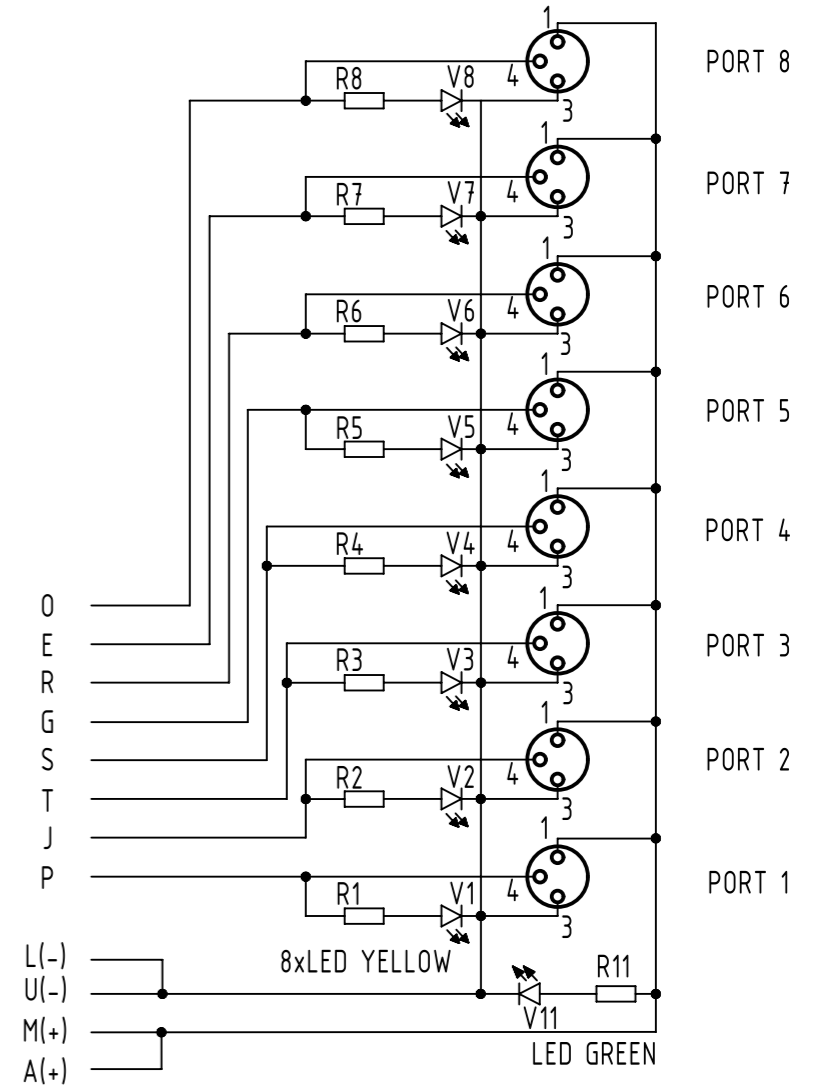 1
PORT 8
R8
V8
4
3
1
PORT 7
R7
V7
4
3
1
PORT 6
R6
V6
4
3
1
PORT 5
R5
V5
4
3
1
PORT 4
R4
V4
4
3
1
O
E
PORT 3
R3
V3
4
R
3
G
1
S
PORT 2
R2
V2
4
T
3
J
1
P
PORT 1
R1
V1
4
3
L(-)
8xLED YELLOW
R11
U(-)
V11
M(+)
LED GREEN
A(+)